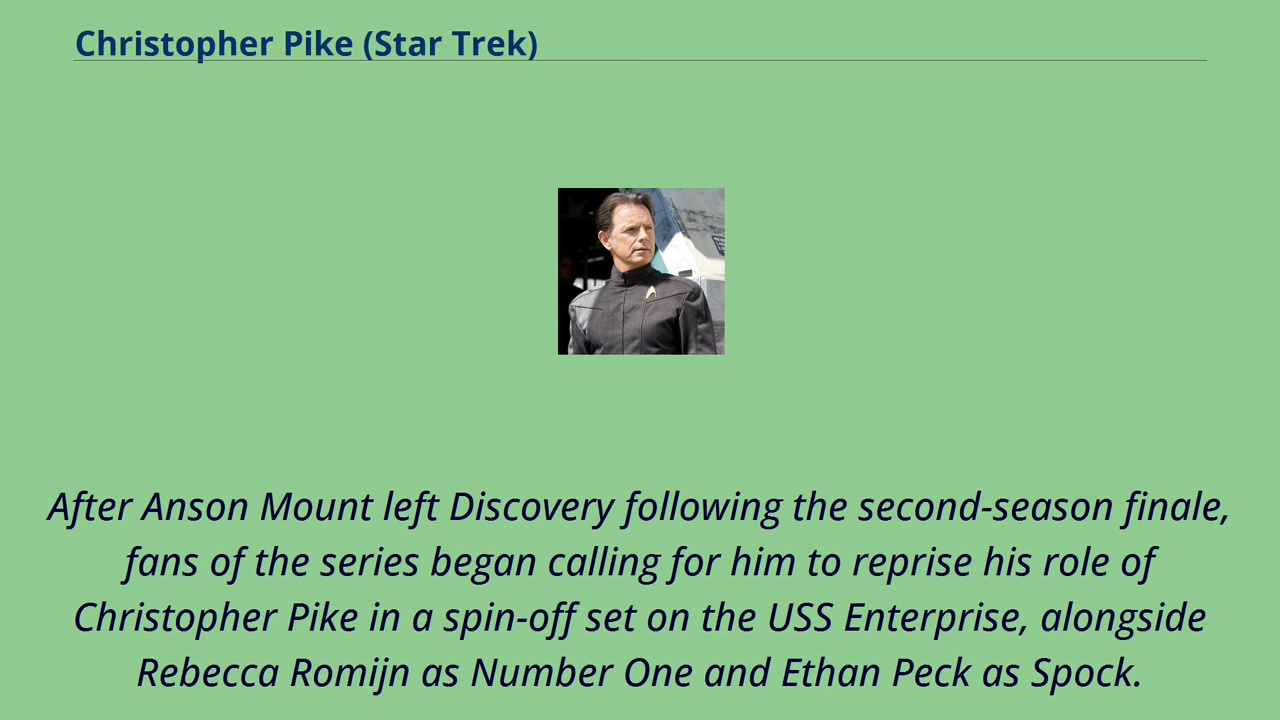 Christopher Pike (Star Trek)
After Anson Mount left Discovery following the second-season finale,
fans of the series began calling for him to reprise his role of
Christopher Pike in a spin-off set on the USS Enterprise, alongside
Rebecca Romijn as Number One and Ethan Peck as Spock.